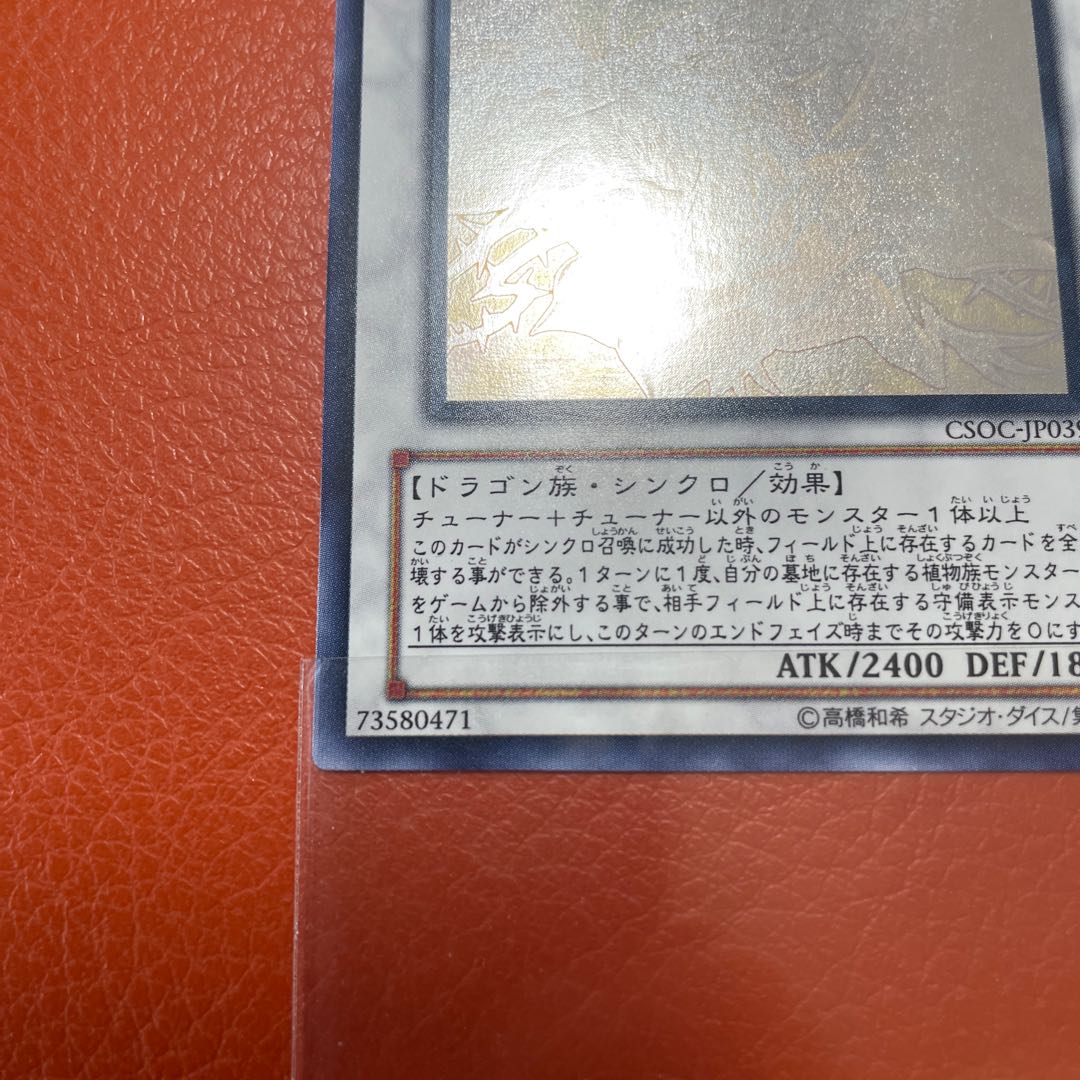 CSOC-JP039
【ドラゴン族・シンクロ/効果】
チューナー+チューナー以外のモンスター1体以上
このカードがシンクロ召喚に成功した時、フィールド上に存在するカードを全
壊する事ができる。1ターンに1度、自分の墓地に存在する植物族モンスター
をゲームから除外する事で、相手フィールド上に存在する守備表示モンス
1体を攻撃表示にし、このターンのエンドフェイズ時までその攻撃力を0にす
ATK/2400 DEF/18
73580471 ©高橋和希 スタジオ・ダイス/集